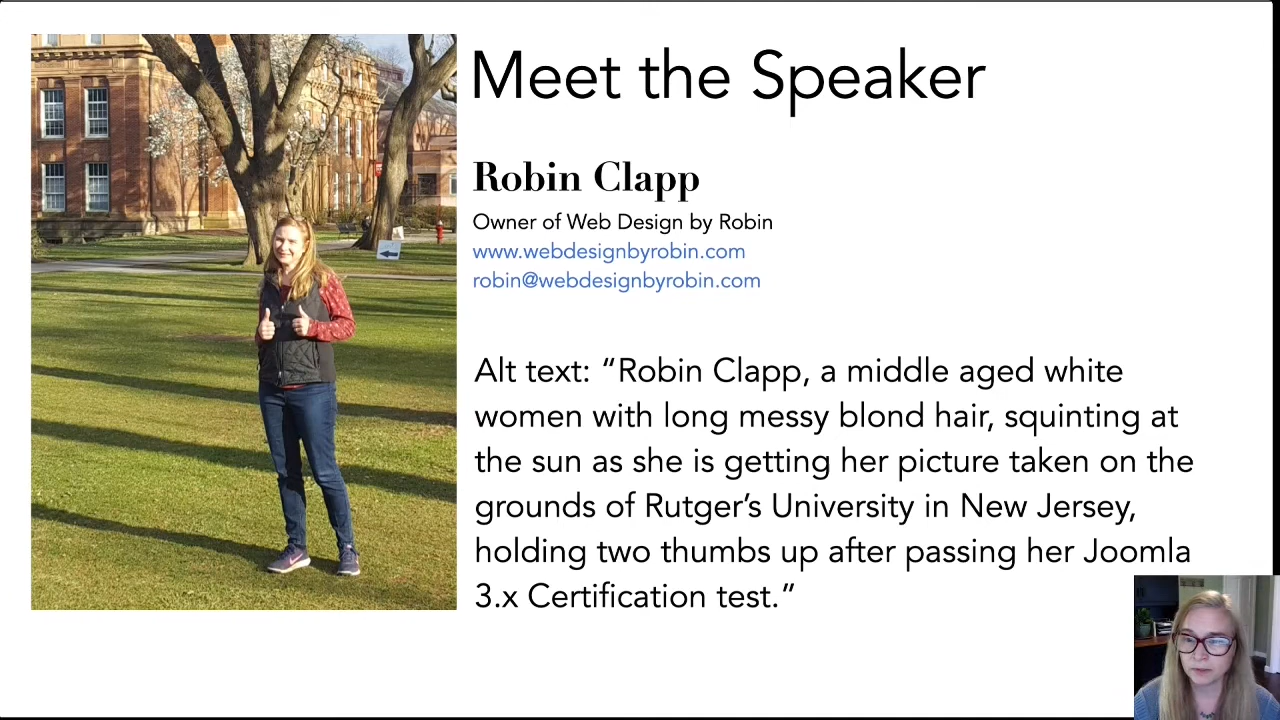 Meet the Speaker
Robin Clapp
Owner of Web Design by Robin
www.webdesignbyrobin.com
robin@webdesignbyrobin.com
Alt text: “Robin Clapp, a middle aged white
women with long messy blond hair, squinting at
the sun as she is getting her picture taken on the
grounds of Rutger’s University in New Jersey,
holding two thumbs up after passing her Joomla
3.x Certification test.”